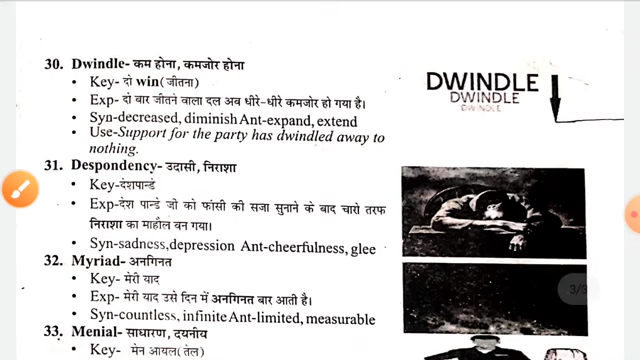 30. Dwindle- कम होना, कमजोर होना
• Key- दो win(जीतना)
• Exp- दो बार जीतने वाला दल अब धीरे-धीरे कमजोर हो गया है।
• Syn-decreased, diminish Ant-expand, extend
• Use-Support for the party has dwindled away to
nothing.
DWINDLE
DWINDLE
DWINDLE
31. Despondency- उदासी, निराशा
• Key-देशपान्डे
• Exp-देश पान्डे जो को फांसी की सजा सुनाने के बाद चारो तरफ
निराशा का माहौल बन गया।
Syn-sadness,depression Ant-cheerfulness, glee
32. Myriad- अनगिनत
• Key- मेरी याद
• Exp- मेरी याद उसे दिन में अनगिनत बार आती है।
• Syn-countless, infinite Ant-limited, measurable
3/3
33. Menial- साधारण, दयनीय
• Key- मेन आयल(तेल)